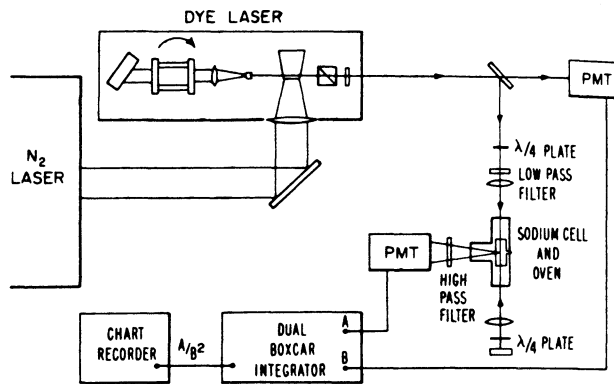 DYE LASER
N2
LASER
PMT
λ/4 PLATE
LOW PASS
FILTER
SODIUM CELL
AND
OVEN
PMT
HIGH
PASS
FILTER
λ/4 PLATE
CHART
RECORDER
A/B²
DUAL
BOXCAR
INTEGRATOR
A
B